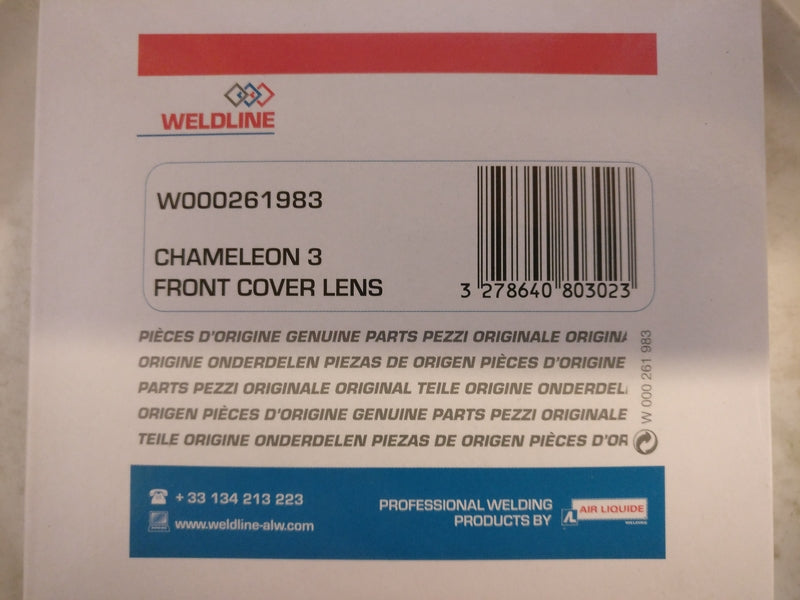 WELDLINE
W000261983
CHAMELEON 3
FRONT COVER LENS
3 278640 803023
PIÈCES D'ORIGINE GENUINE PARTS PEZZI ORIGINALE ORIGINA
ORIGINE ONDERDELEN PIEZAS DE ORIGEN PIÈCES D'ORIGINE
PARTS PEZZI ORIGINALE ORIGINAL TEILE ORIGINE ONDERDEL
ORIGEN PIÈCES D'ORIGINE GENUINE PARTS PEZZI ORIGINALE
TEILE ORIGINE ONDERDELEN PIEZAS DE ORIGEN PIÈCES D'OR
W 000 261 983
+ 33 134 213 223
www.weldline-alw.com
PROFESSIONAL WELDING
PRODUCTS BY
AIR LIQUIDE